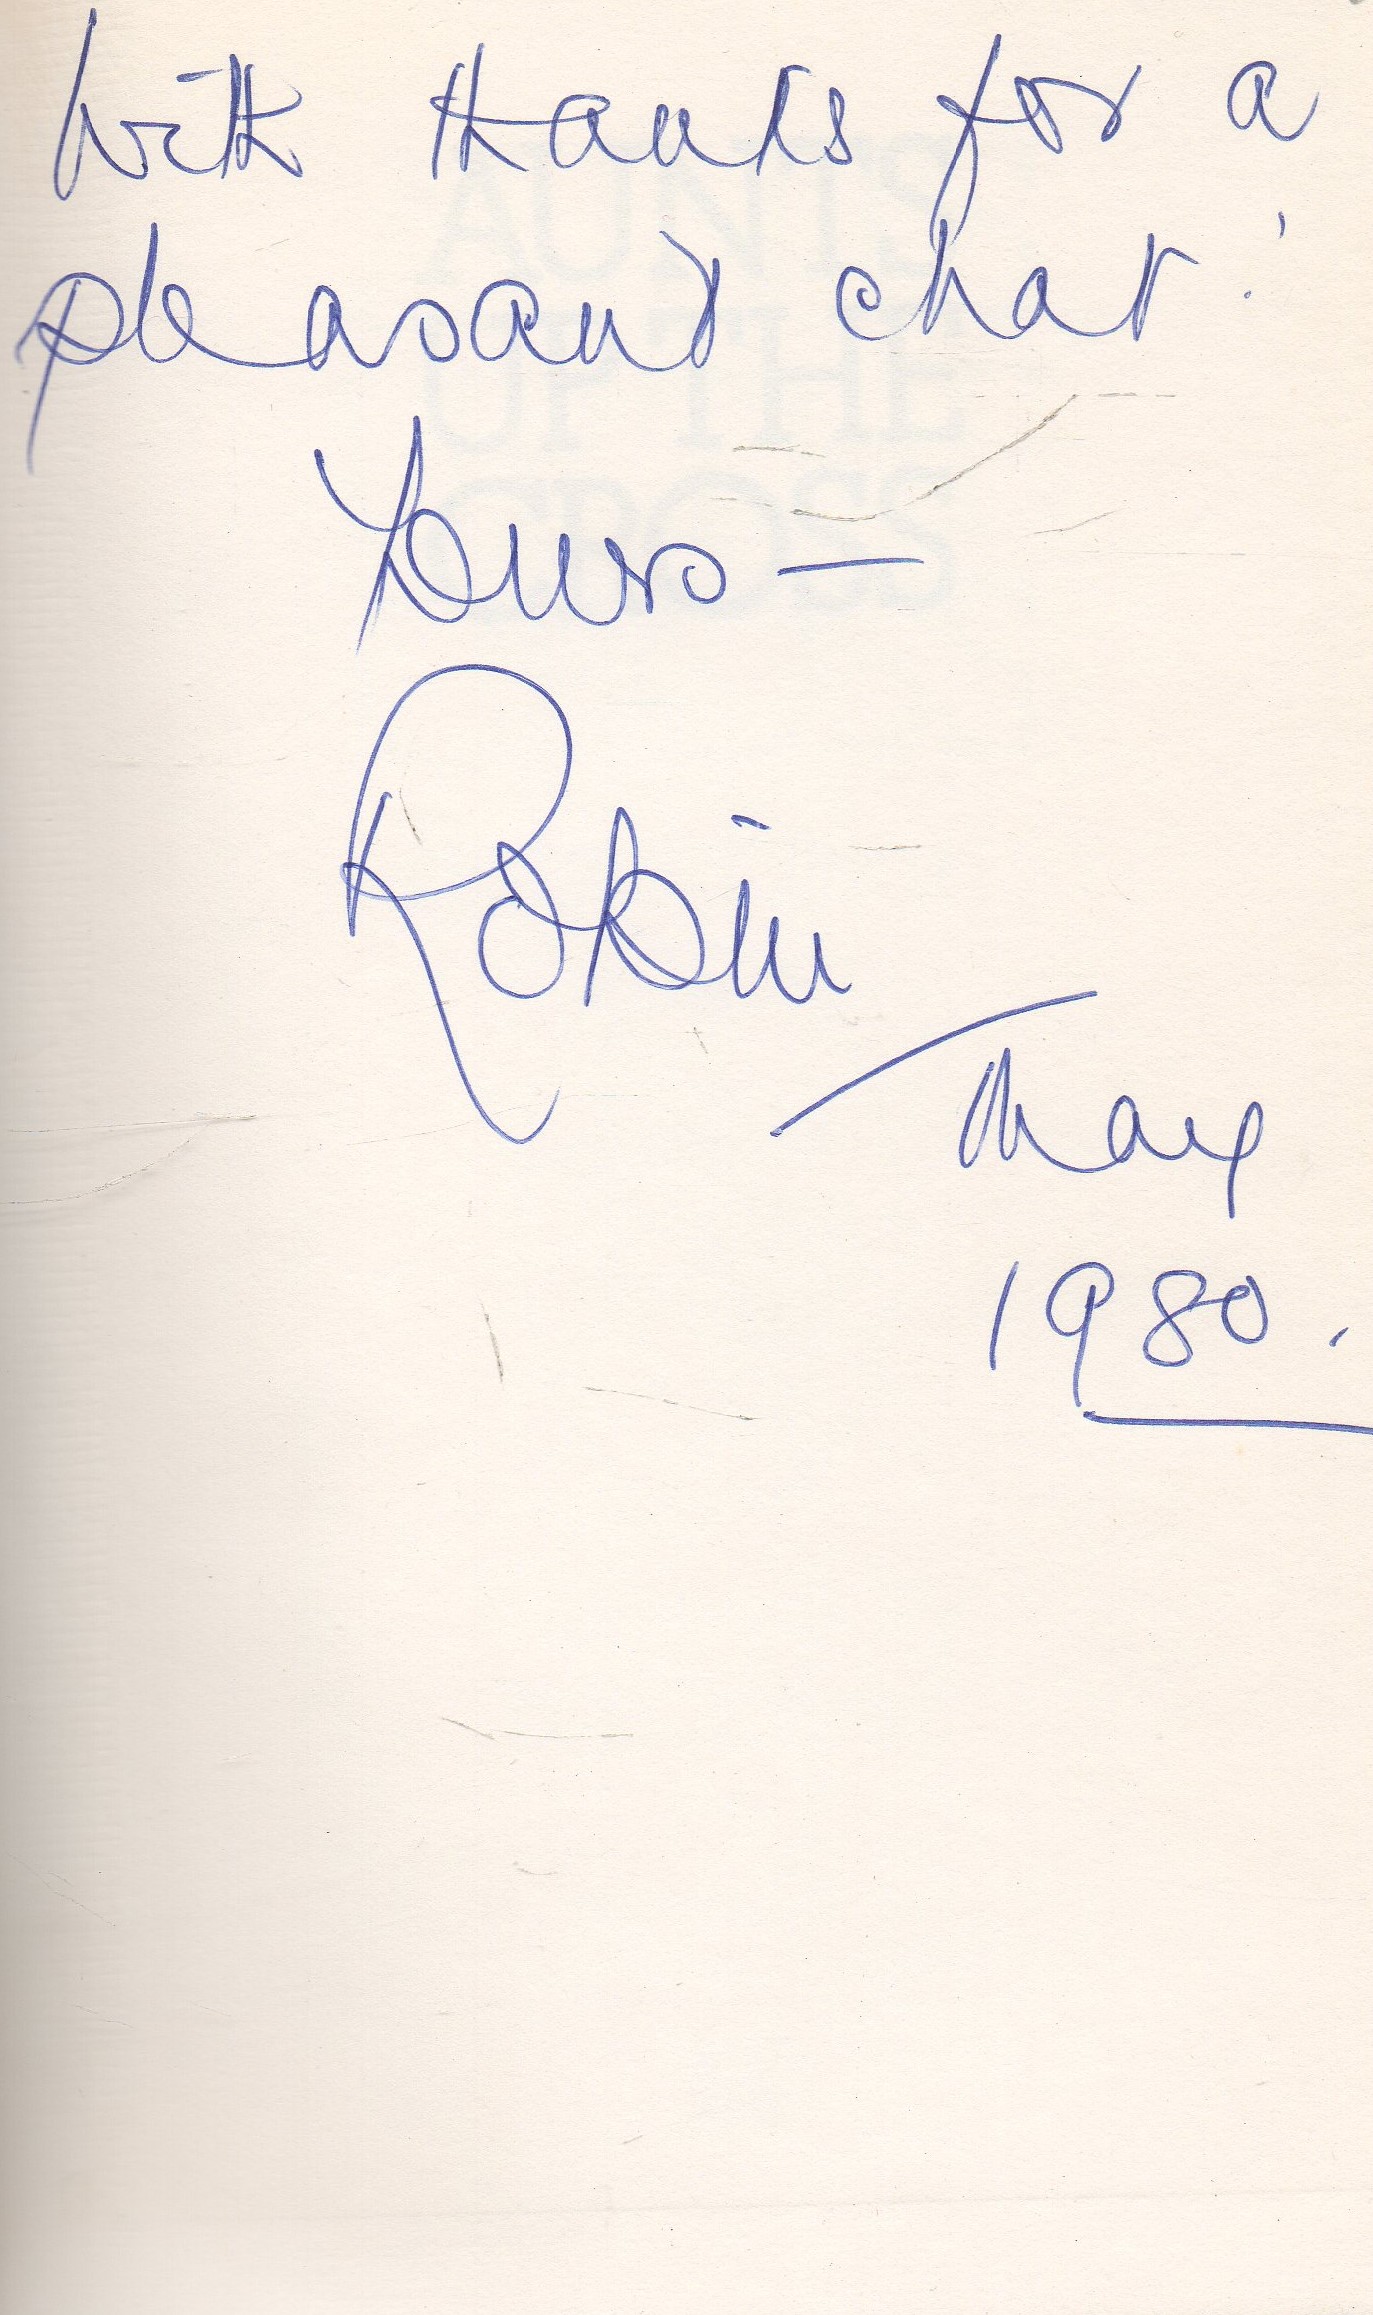 With thanks for a
pleasant chat!
Yours —
Robin
May
1980.